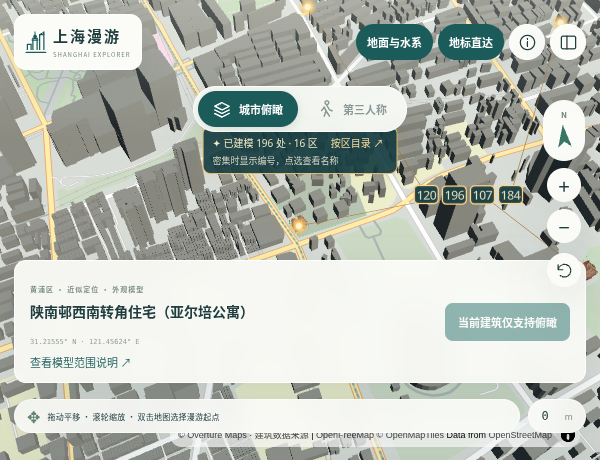 上海漫游
SHANGHAI EXPLORER
地面与水系
地标直达
城市俯瞰
第三人称
✦ 已建模 196 处 · 16 区 按区目录 ↗
密集时显示编号，点选查看名称
N
120 196 107 184
+
−
黄浦区 · 近似定位 · 外观模型
陕南邨西南转角住宅（亚尔培公寓）
当前建筑仅支持俯瞰
31.21555° N · 121.45624° E
查看模型范围说明 ↗
拖动平移 · 滚轮缩放 · 双击地图选择漫游起点
0 m
© Overture Maps · 建筑数据来源 | OpenFreeMap © OpenMapTiles Data from OpenStreetMap